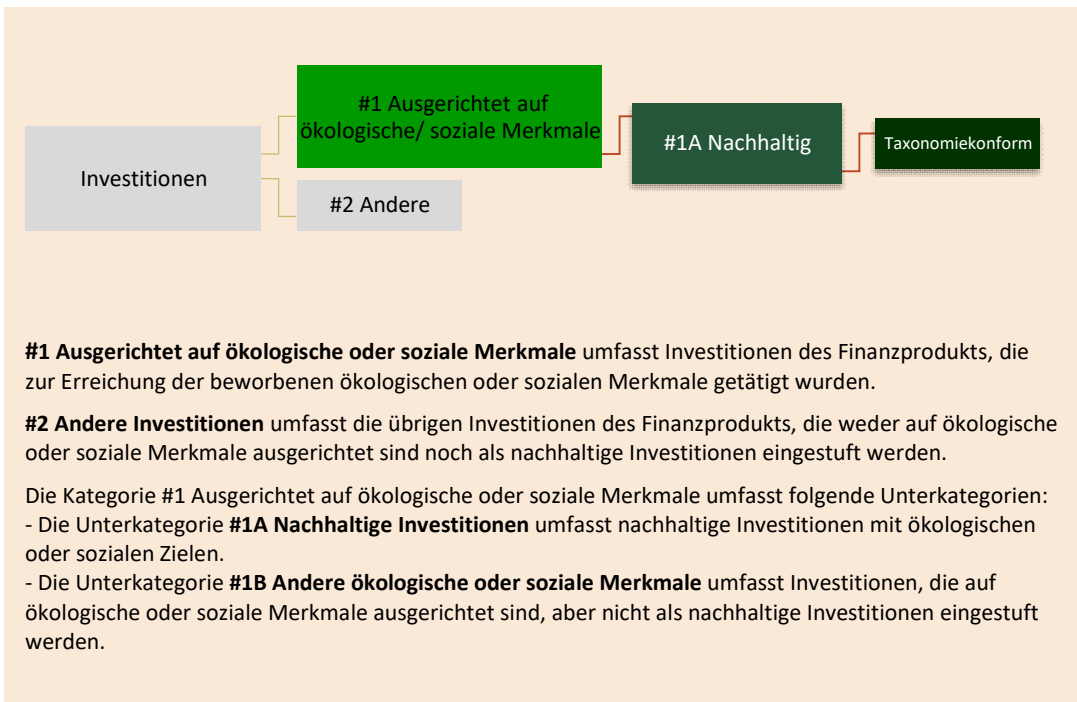 #1 Ausgerichtet auf
ökologische/ soziale Merkmale
#1A Nachhaltig
Taxonomiekonform
Investitionen
#2 Andere
#1 Ausgerichtet auf ökologische oder soziale Merkmale umfasst Investitionen des Finanzprodukts, die
zur Erreichung der beworbenen ökologischen oder sozialen Merkmale getätigt wurden.
#2 Andere Investitionen umfasst die übrigen Investitionen des Finanzprodukts, die weder auf ökologische
oder soziale Merkmale ausgerichtet sind noch als nachhaltige Investitionen eingestuft werden.
Die Kategorie #1 Ausgerichtet auf ökologische oder soziale Merkmale umfasst folgende Unterkategorien:
- Die Unterkategorie #1A Nachhaltige Investitionen umfasst nachhaltige Investitionen mit ökologischen
oder sozialen Zielen.
- Die Unterkategorie #1B Andere ökologische oder soziale Merkmale umfasst Investitionen, die auf
ökologische oder soziale Merkmale ausgerichtet sind, aber nicht als nachhaltige Investitionen eingestuft
werden.